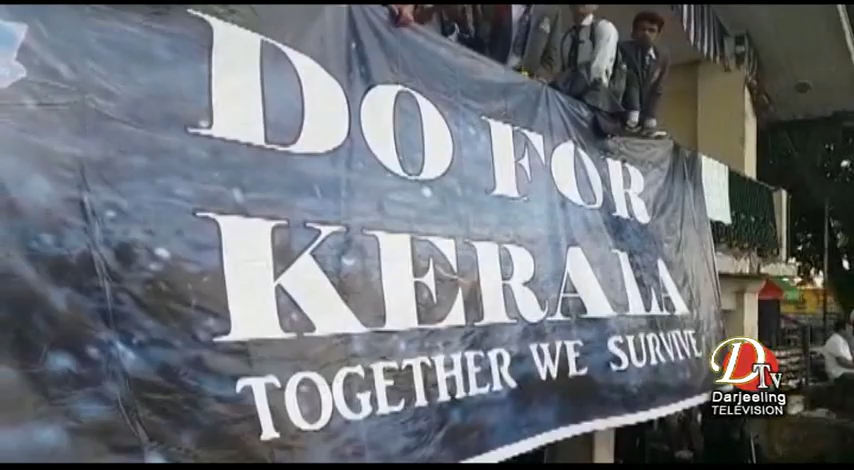 DO FOR
KERALA
TOGETHER WE SURVIVE
DTv
Darjeeling
TELEVISION